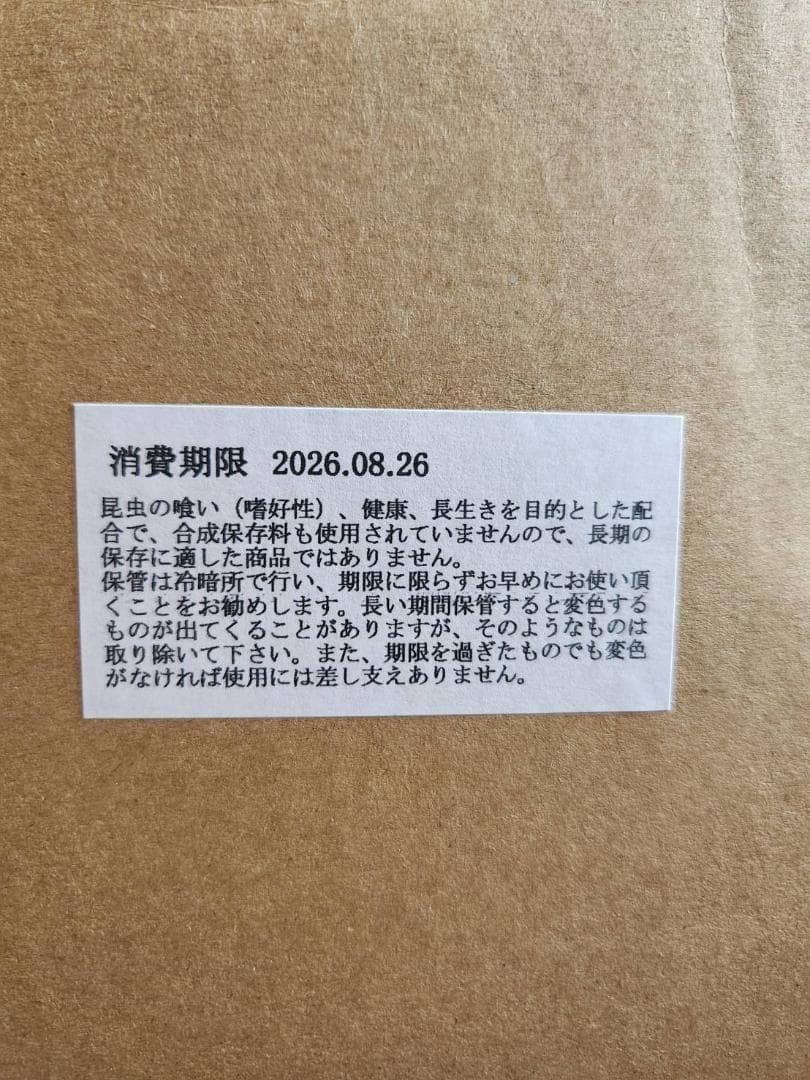 消費期限 2026.08.26
昆虫の喰い（嗜好性）、健康、長生きを目的とした配
合で、合成保存料も使用されていませんので、長期の
保存に適した商品ではありません。
保管は冷暗所で行い、期限に限らずお早めにお使い頂
くことをお勧めします。長い期間保管すると変色する
ものが出てくることがありますが、そのようなものは
取り除いて下さい。また、期限を過ぎたものでも変色
がなければ使用には差し支えありません。